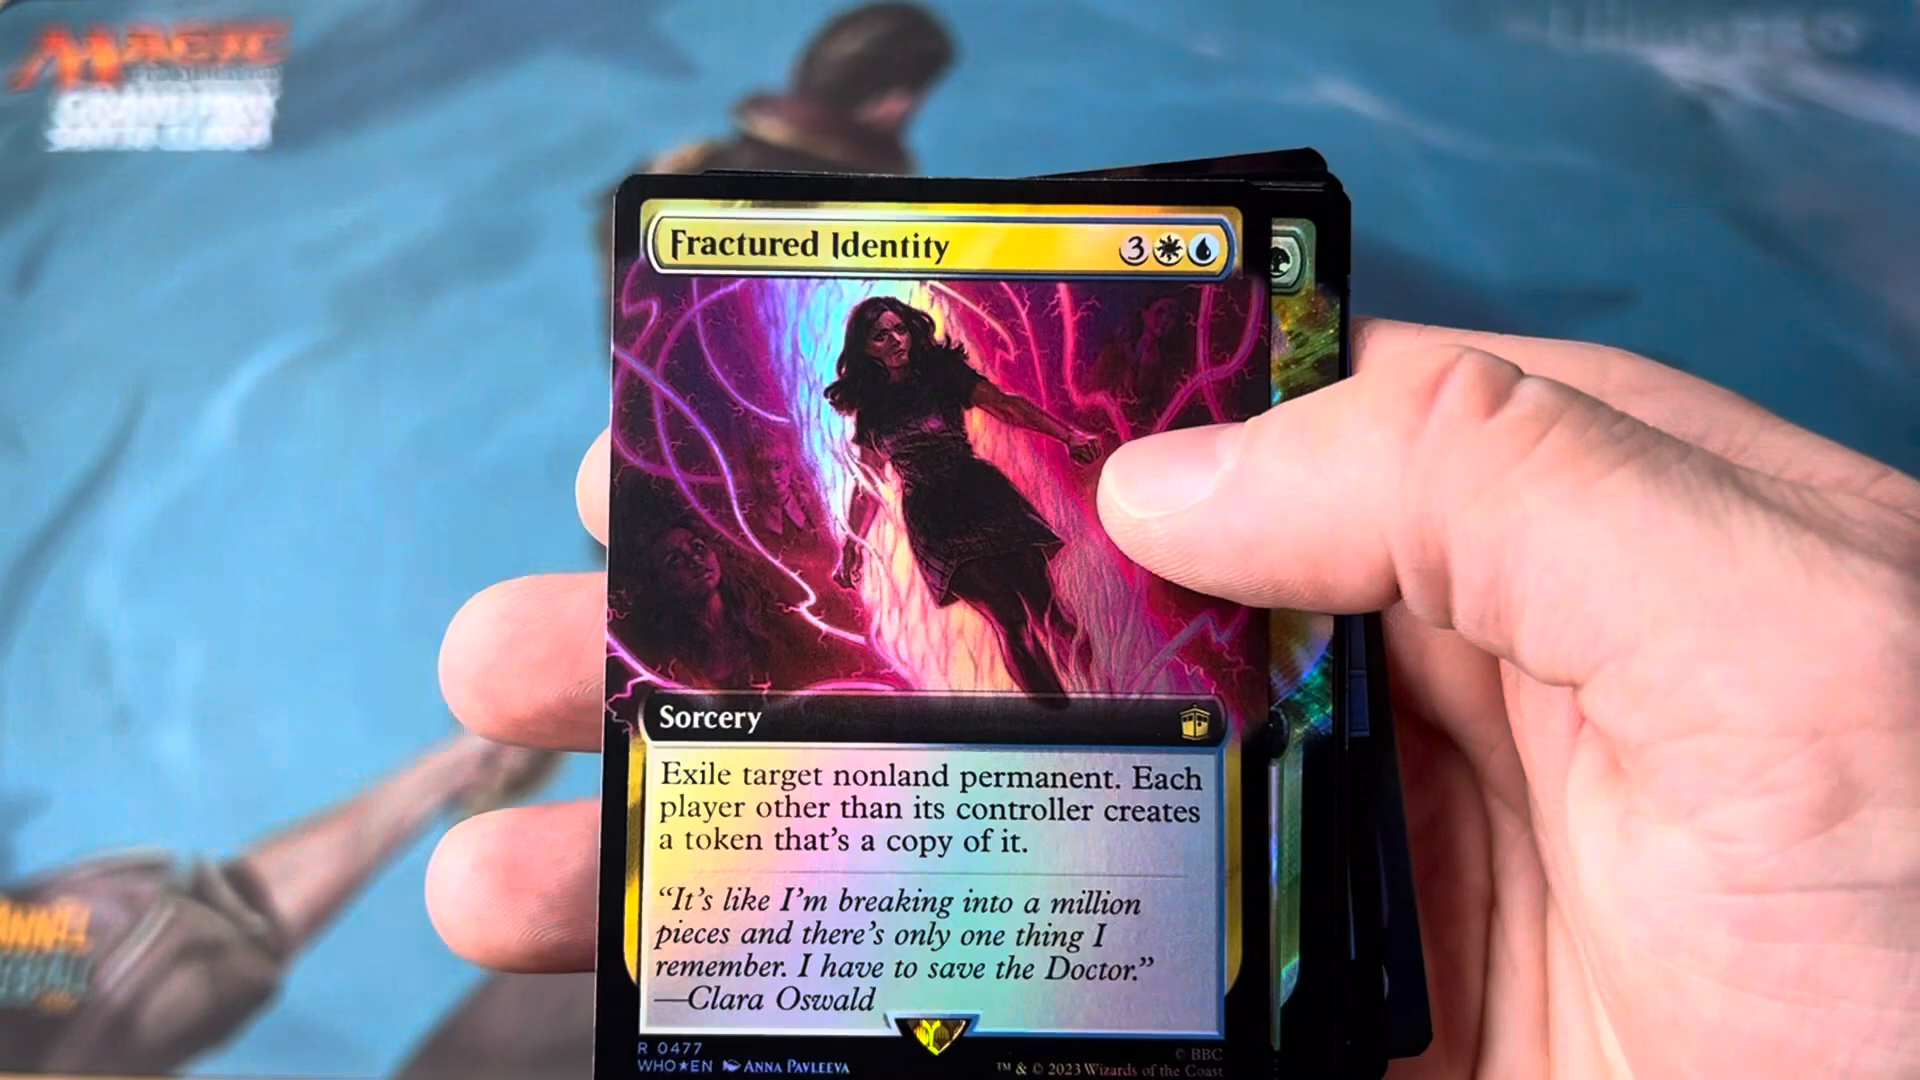 MAGIC
Fractured Identity
3
Sorcery
Exile target nonland permanent. Each
player other than its controller creates
a token that's a copy of it.
“It's like I'm breaking into a million
pieces and there's only one thing I
remember. I have to save the Doctor.”
—Clara Oswald
R 0477
WHO★EN ANNA PAVLEEVA
© BBC
™ & © 2023 Wizards of the Coast